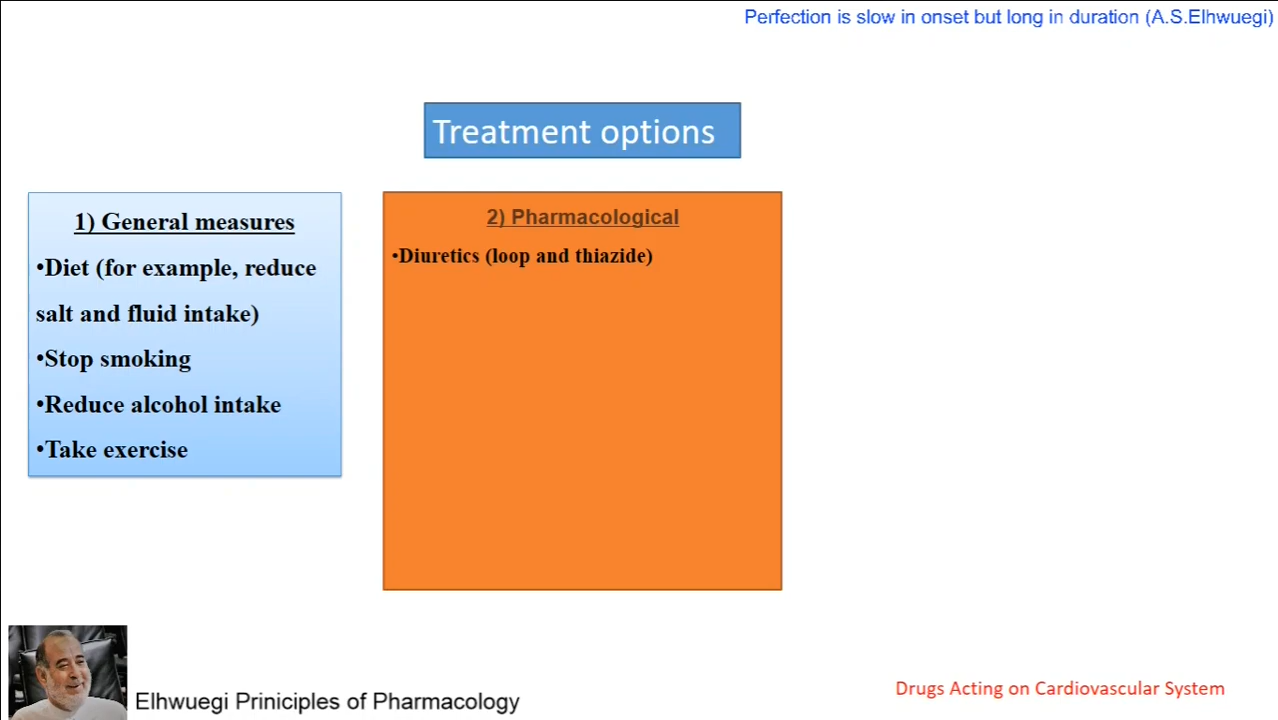 Perfection is slow in onset but long in duration (A.S.Elhwuegi)
Treatment options
1) General measures
•Diet (for example, reduce
salt and fluid intake)
•Stop smoking
•Reduce alcohol intake
•Take exercise
2) Pharmacological
•Diuretics (loop and thiazide)
Elhwuegi Priniciples of Pharmacology
Drugs Acting on Cardiovascular System